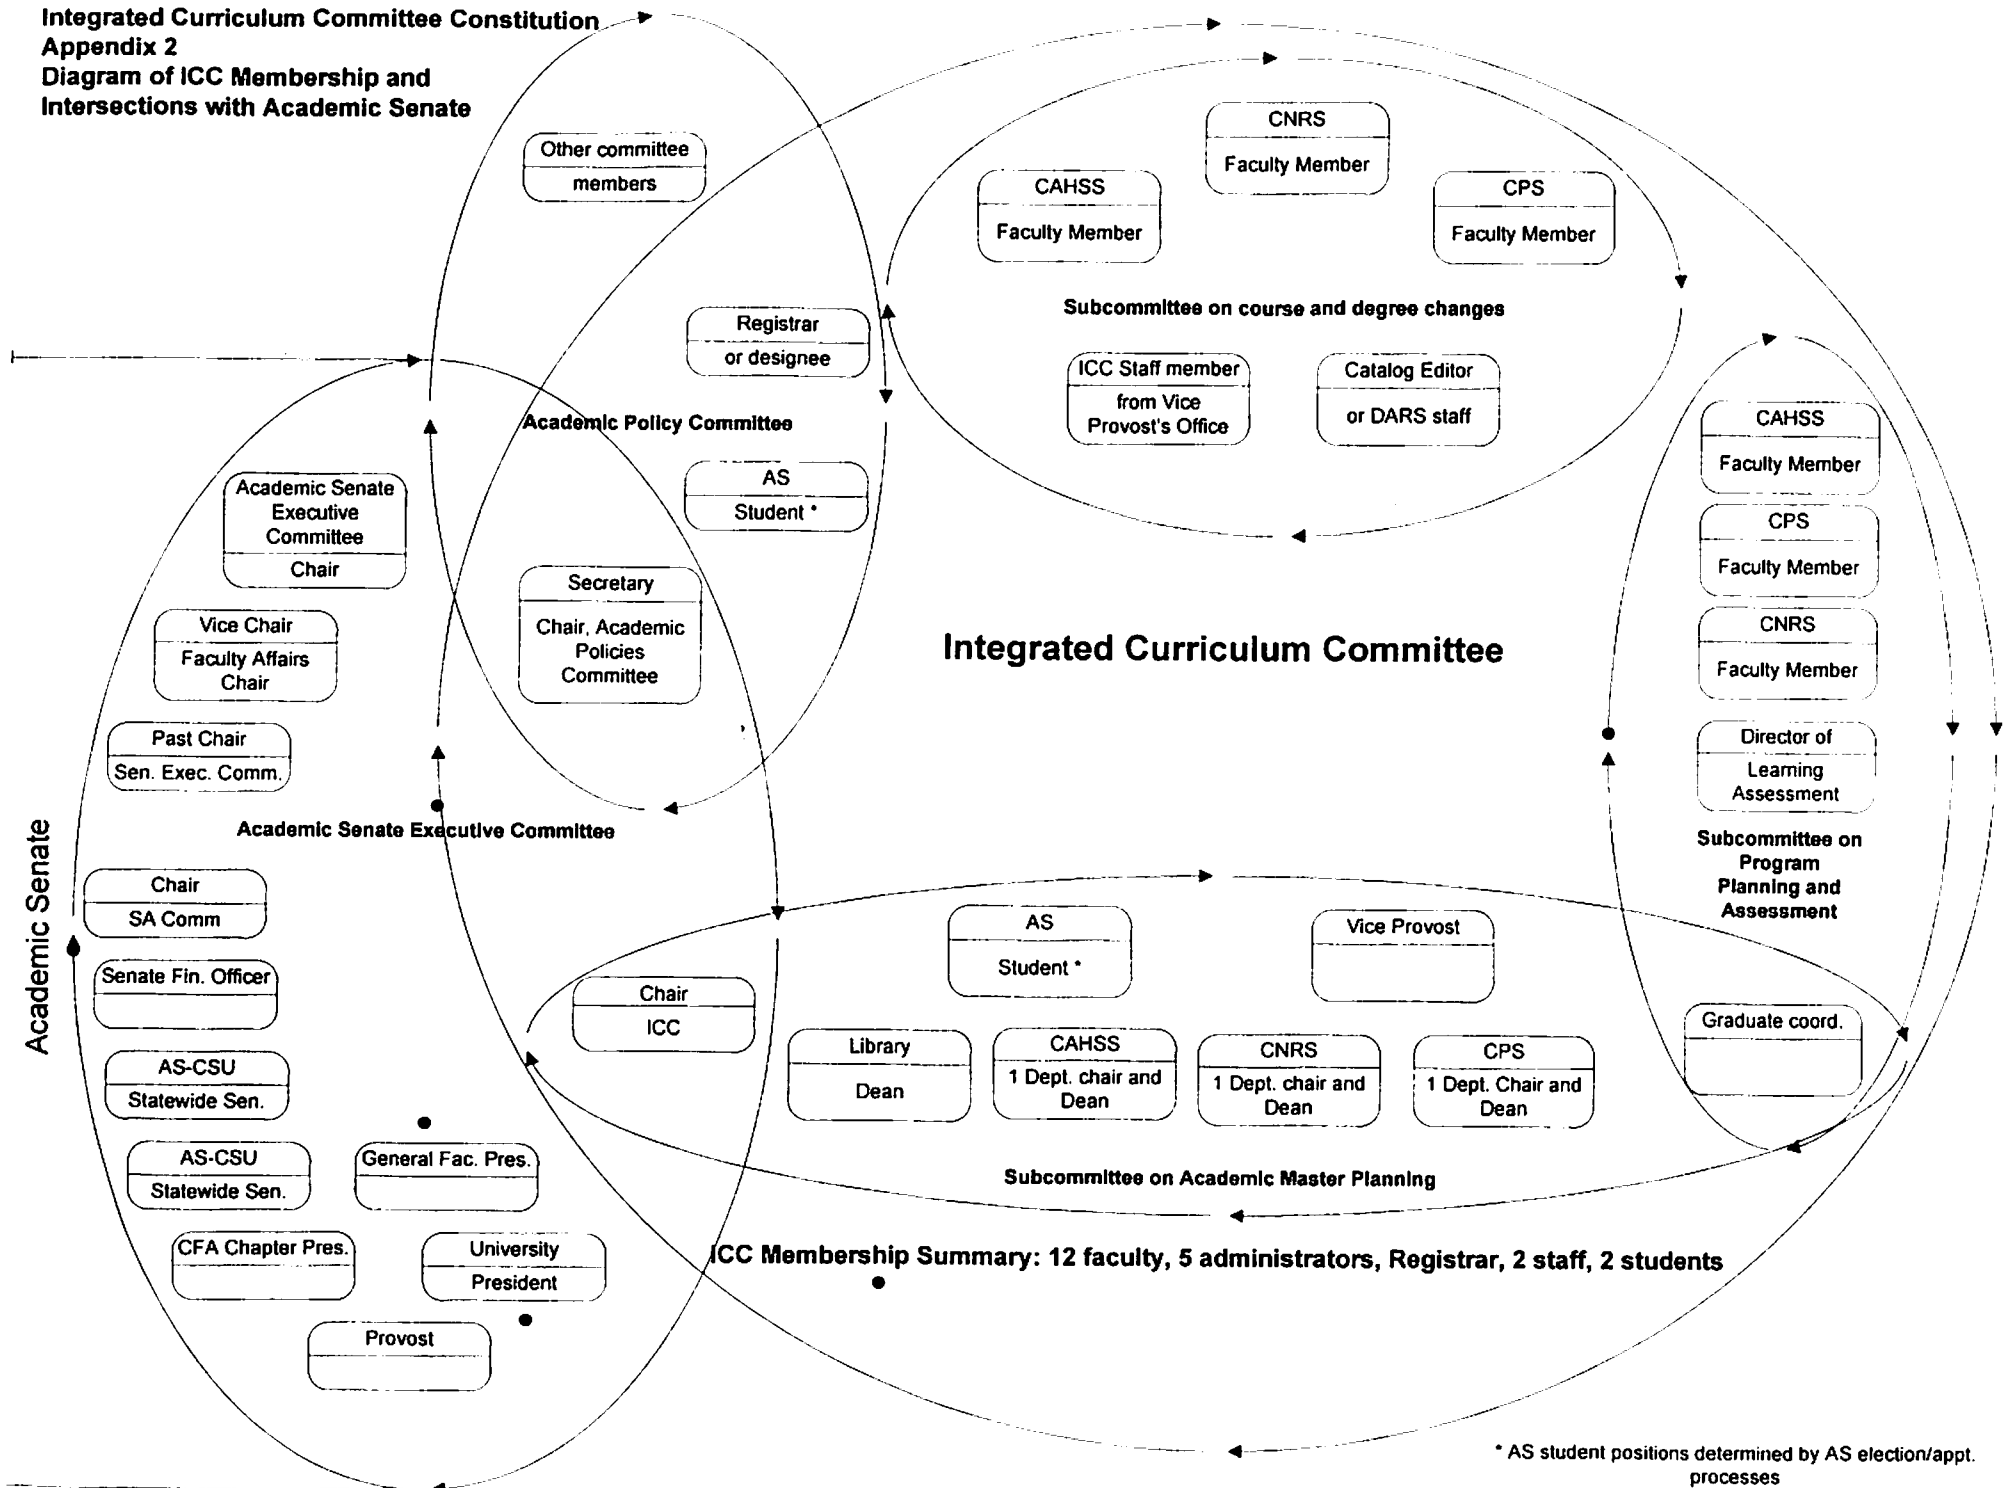 Integrated Curriculum Committee Constitution
Appendix 2
Diagram of ICC Membership and
Intersections with Academic Senate
Other committee
members
CNRS
Faculty Member
CAHSS
Faculty Member
CPS
Faculty Member
Subcommittee on course and degree changes
Registrar
or designee
ICC Staff member
from Vice
Provost's Office
Catalog Editor
or DARS staff
Academic Policy Committee
AS
Student *
CAHSS
Faculty Member
CPS
Faculty Member
CNRS
Faculty Member
Director of
Learning
Assessment
Subcommittee on
Program
Planning and
Assessment
Academic Senate
Executive
Committee
Chair
Secretary
Chair, Academic
Policies
Committee
Integrated Curriculum Committee
Vice Chair
Faculty Affairs
Chair
Past Chair
Sen. Exec. Comm.
Academic Senate Executive Committee
Academic Senate
Chair
SA Comm
Senate Fin. Officer
AS-CSU
Statewide Sen.
AS-CSU
Statewide Sen.
General Fac. Pres.
CFA Chapter Pres.
University
President
Provost
AS
Student *
Vice Provost
Chair
ICC
Library
Dean
CAHSS
1 Dept. chair and
Dean
CNRS
1 Dept. chair and
Dean
CPS
1 Dept. Chair and
Dean
Graduate coord.
Subcommittee on Academic Master Planning
ICC Membership Summary: 12 faculty, 5 administrators, Registrar, 2 staff, 2 students
* AS student positions determined by AS election/appt.
processes